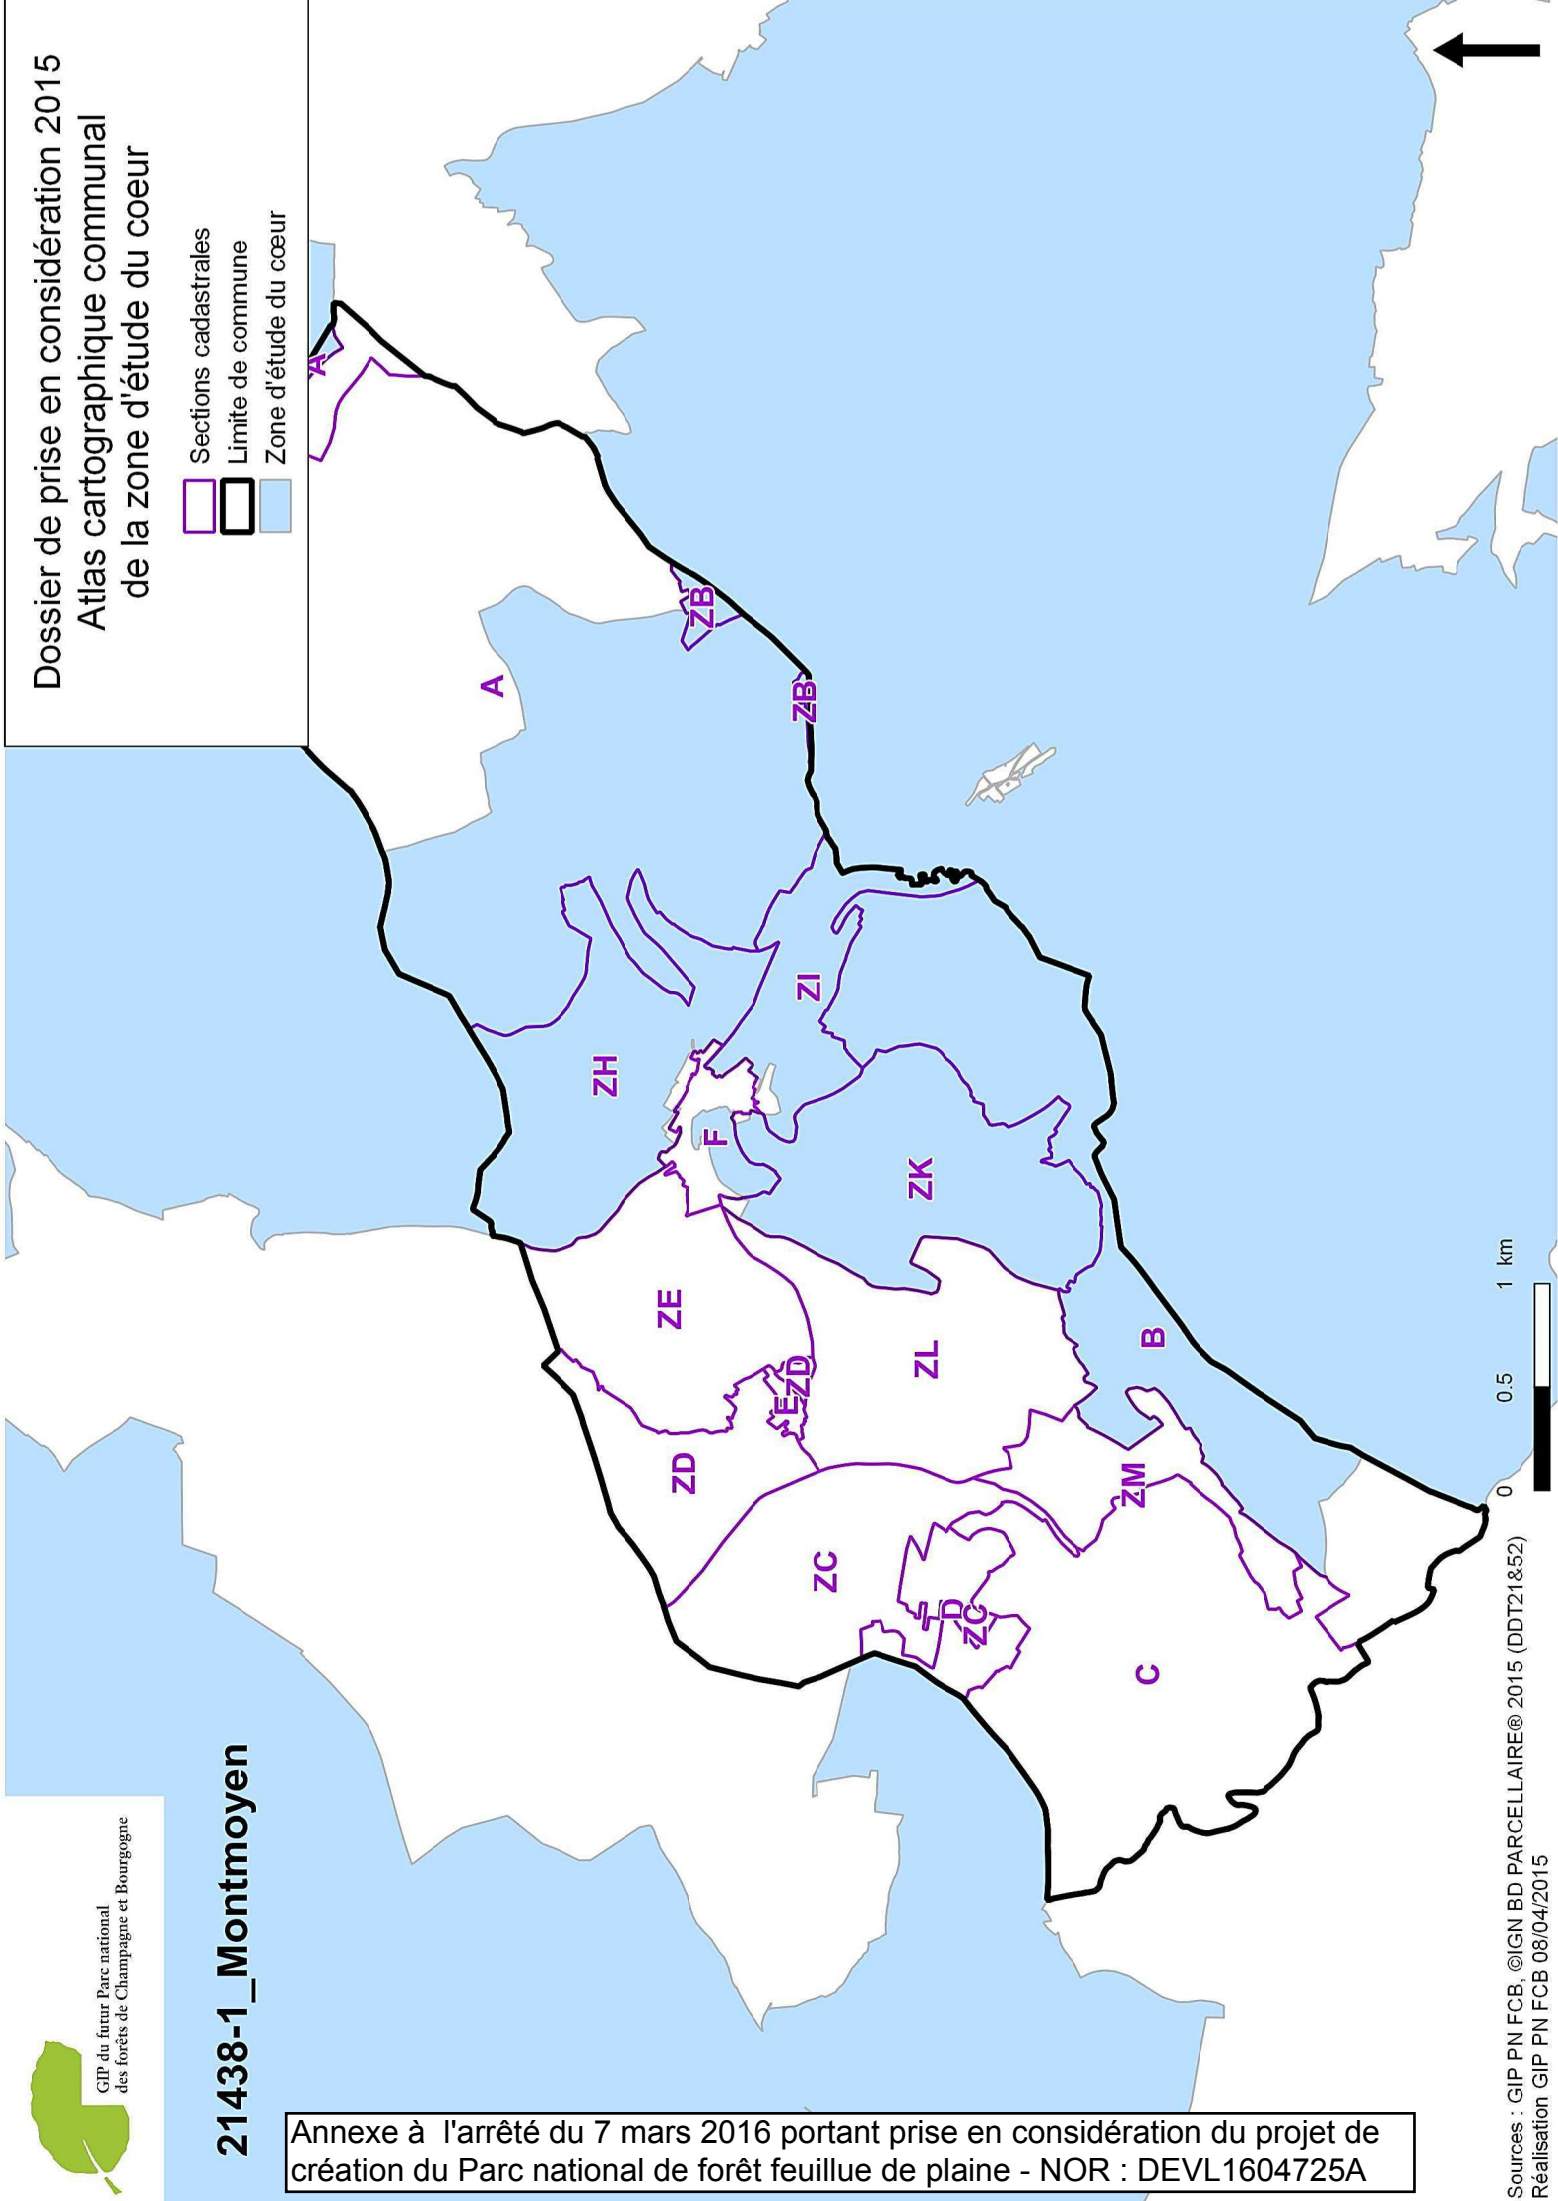 GIP du futur Parc national
des forêts de Champagne et Bourgogne
21438-1_Montmoyen
Dossier de prise en considération 2015
Atlas cartographique communal
de la zone d'étude du coeur
Sections cadastrales
Limite de commune
Zone d'étude du cœur
A
A
ZB
ZB
ZH
ZI
F
ZK
ZE
ZD
E
ZL
B
ZD
ZM
ZC
D
ZC
C
0 0.5 1 km
Sources : GIP PN FCB, ©IGN BD PARCELLAIRE® 2015 (DDT21&52)
Réalisation GIP PN FCB 08/04/2015
Annexe à l'arrêté du 7 mars 2016 portant prise en considération du projet de
création du Parc national de forêt feuillue de plaine - NOR : DEVL1604725A